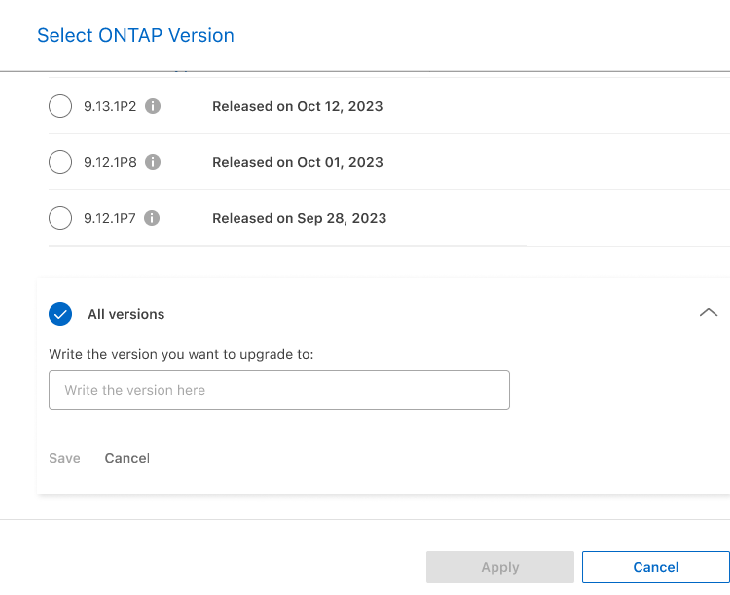 Select ONTAP Version
9.13.1P2 i Released on Oct 12, 2023
9.12.1P8 i Released on Oct 01, 2023
9.12.1P7 i Released on Sep 28, 2023
All versions
Write the version you want to upgrade to:
Write the version here
Save Cancel
Apply Cancel